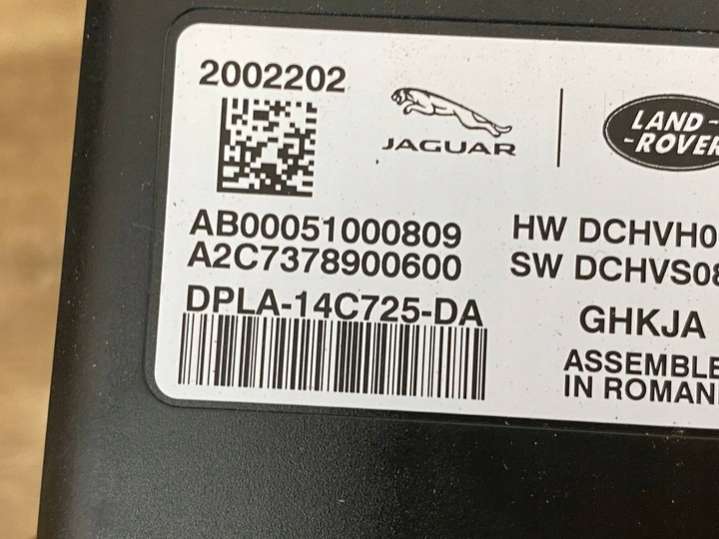 2002202
JAGUAR
LAND-
-ROVER
AB00051000809
A2C7378900600
HW DCHVH0
SW DCHVS08
DPLA-14C725-DA
GHKJA
ASSEMBLE
IN ROMAN